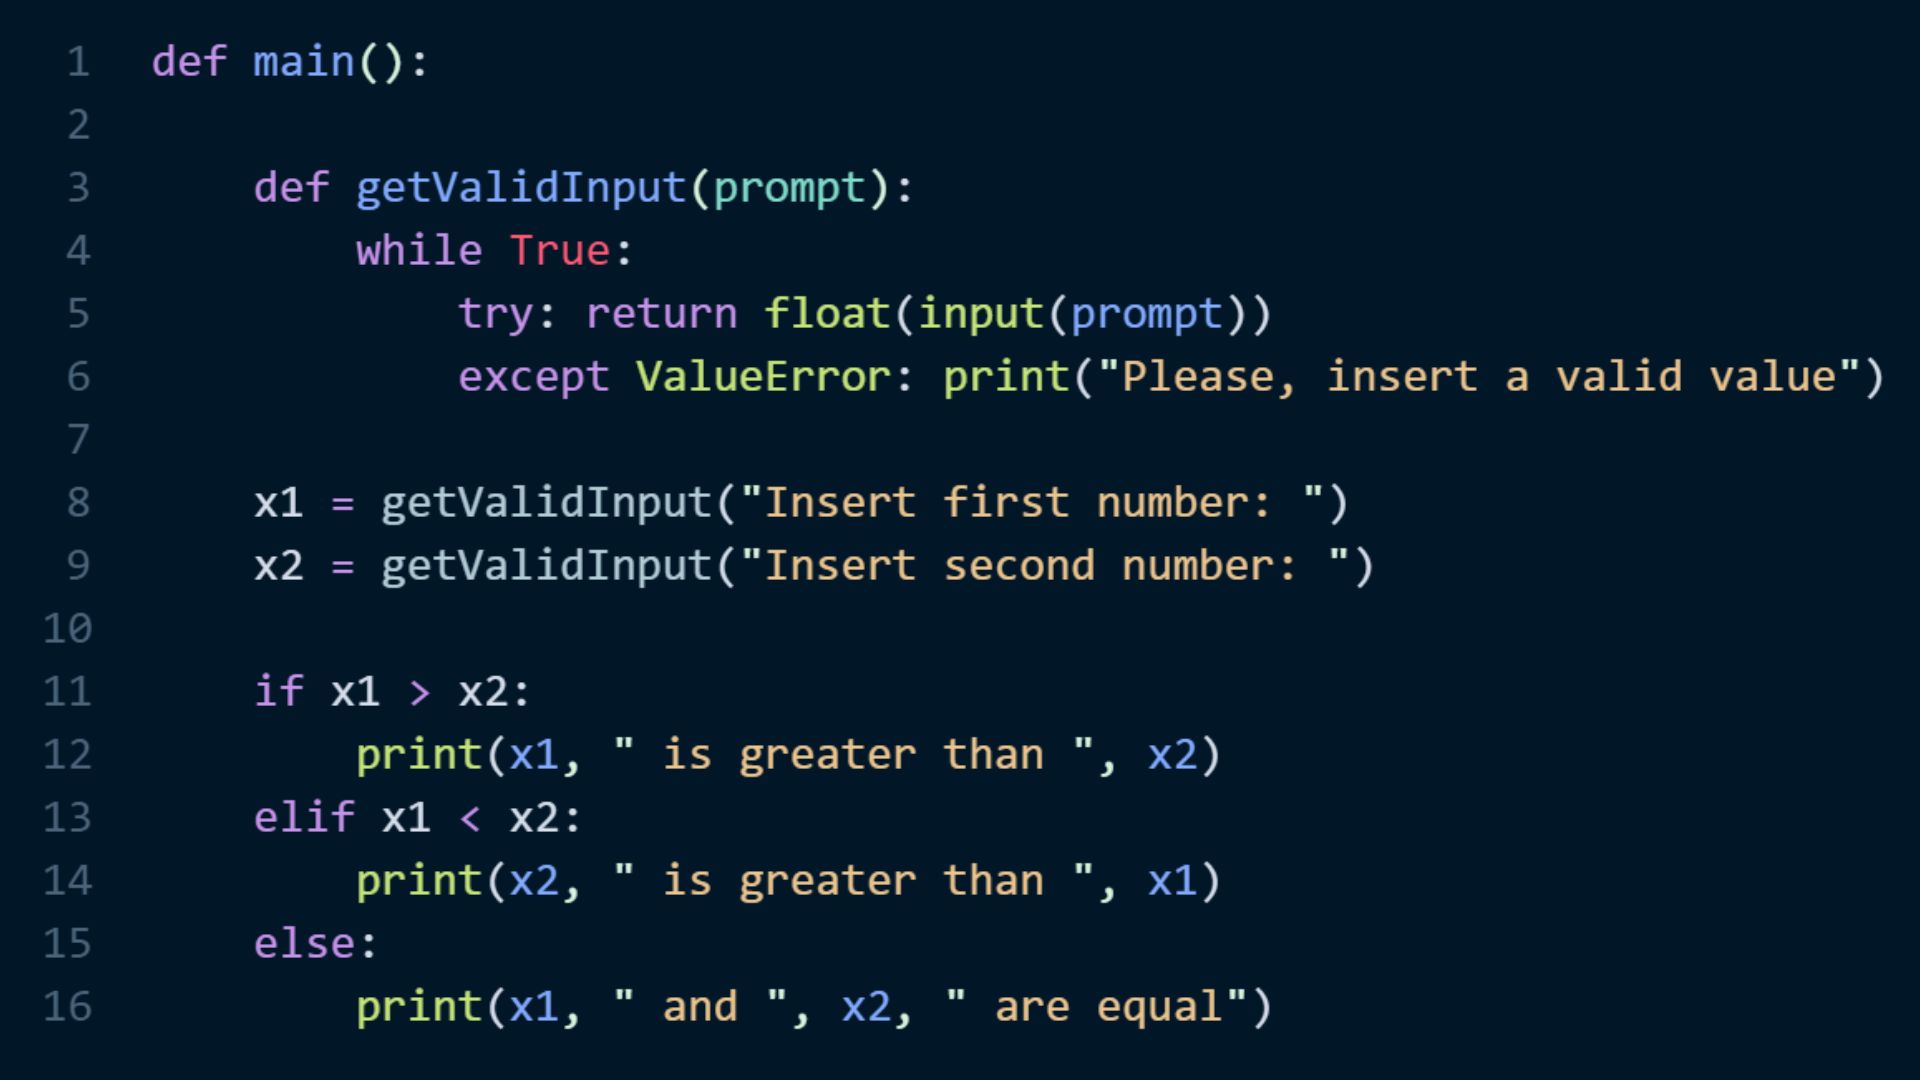 1 def main():
2
3     def getValidInput(prompt):
4         while True:
5             try: return float(input(prompt))
6             except ValueError: print("Please, insert a valid value")
7
8     x1 = getValidInput("Insert first number: ")
9     x2 = getValidInput("Insert second number: ")
10
11     if x1 > x2:
12         print(x1, " is greater than ", x2)
13     elif x1 < x2:
14         print(x2, " is greater than ", x1)
15     else:
16         print(x1, " and ", x2, " are equal")